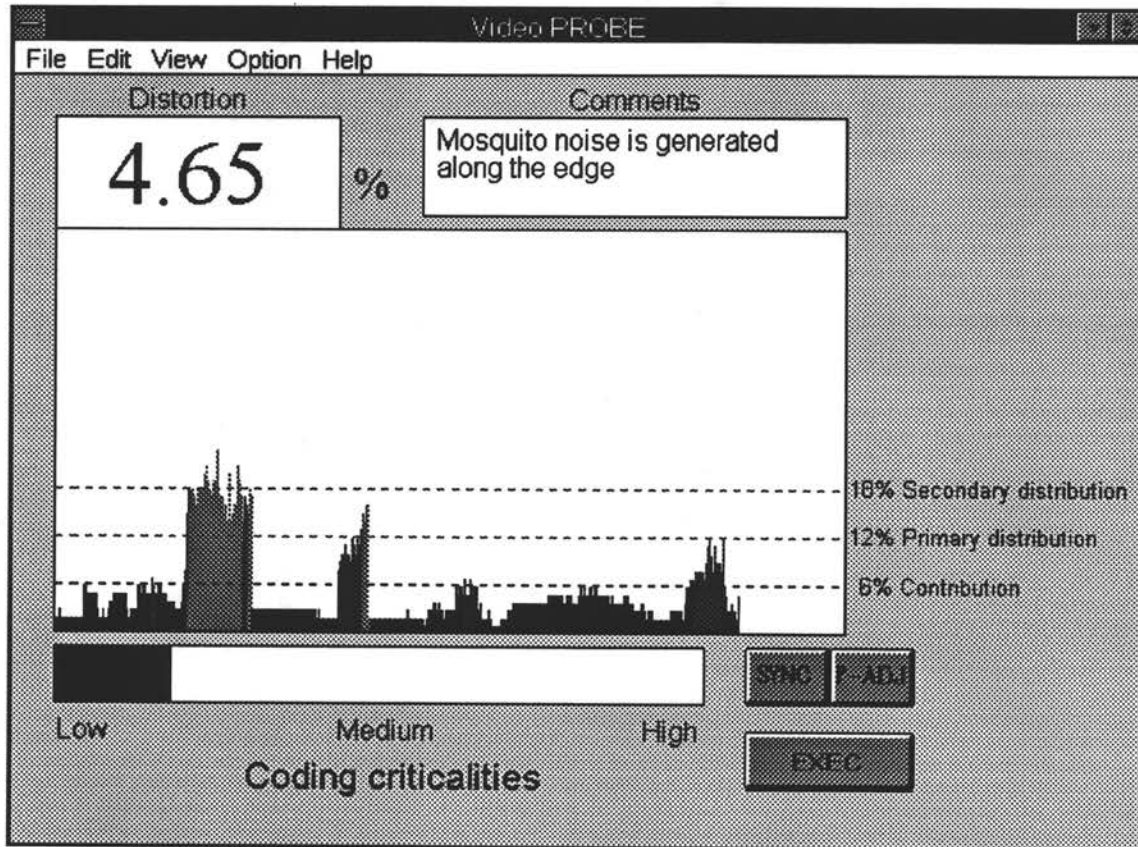 Video PROBE
File Edit View Option Help
Distortion
Comments
4.65 %
Mosquito noise is generated
along the edge
18% Secondary distribution
12% Primary distribution
6% Contribution
SYNC P-ADJ
Low Medium High
EXEC
Coding criticalities